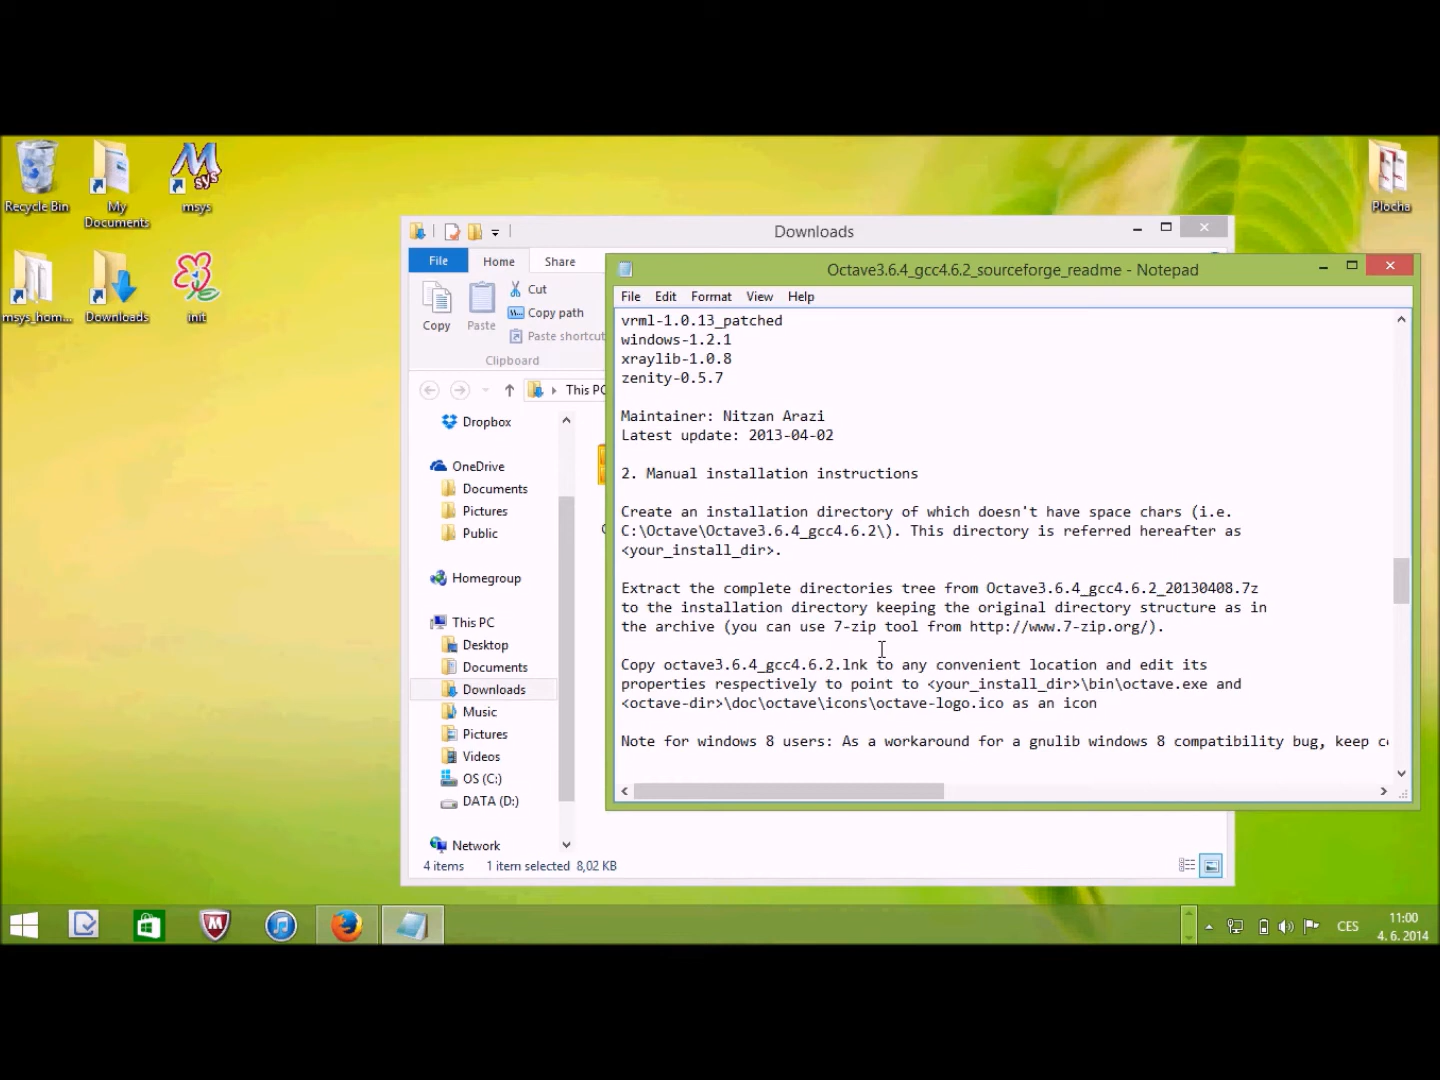 Recycle Bin
My Documents
msys
msys_hom...
Downloads
init
Plocha
Downloads
File
Home
Share
Copy
Paste
Cut
Copy path
Paste shortcut
Clipboard
This PC
Dropbox
OneDrive
Documents
Pictures
Public
Homegroup
This PC
Desktop
Documents
Downloads
Music
Pictures
Videos
OS (C:)
DATA (D:)
Network
4 items
1 item selected 8,02 KB
Octave3.6.4_gcc4.6.2_sourceforge_readme - Notepad
File Edit Format View Help
vrml-1.0.13_patched
windows-1.2.1
xraylib-1.0.8
zenity-0.5.7
Maintainer: Nitzan Arazi
Latest update: 2013-04-02
2. Manual installation instructions
Create an installation directory of which doesn't have space chars (i.e.
C:\Octave\Octave3.6.4_gcc4.6.2\). This directory is referred hereafter as
<your_install_dir>.
Extract the complete directories tree from Octave3.6.4_gcc4.6.2_20130408.7z
to the installation directory keeping the original directory structure as in
the archive (you can use 7-zip tool from http://www.7-zip.org/).
Copy octave3.6.4_gcc4.6.2.lnk to any convenient location and edit its
properties respectively to point to <your_install_dir>\bin\octave.exe and
<octave-dir>\doc\octave\icons\octave-logo.ico as an icon
Note for windows 8 users: As a workaround for a gnulib windows 8 compatibility bug, keep
CES
11:00
4. 6. 2014